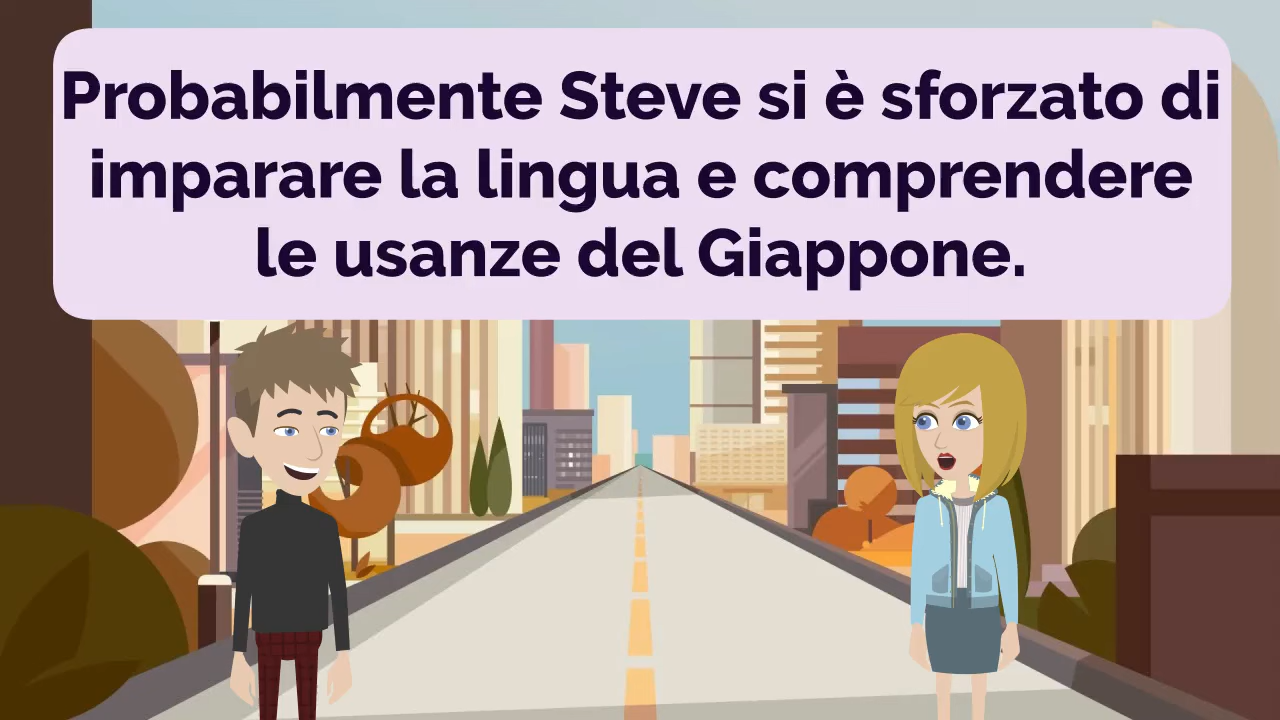 Probabilmente Steve si è sforzato di
imparare la lingua e comprendere
le usanze del Giappone.